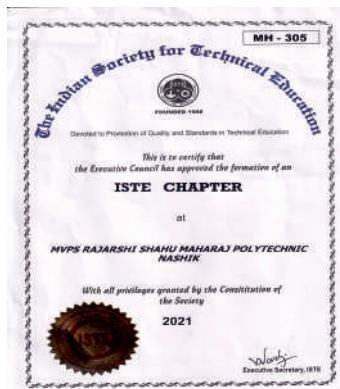 MH - 305
The Indian Society for Technical Education
FOUNDED 1968
Devoted to Promotion of Quality and Standards in Technical Education
This is to certify that
the Executive Council has approved the formation of an
ISTE CHAPTER
at
MVPS RAJARSHI SHAHU MAHARAJ POLYTECHNIC
NASHIK
With all privileges granted by the Constitution of
the Society
2021
ISTE
Executive Secretary, ISTE